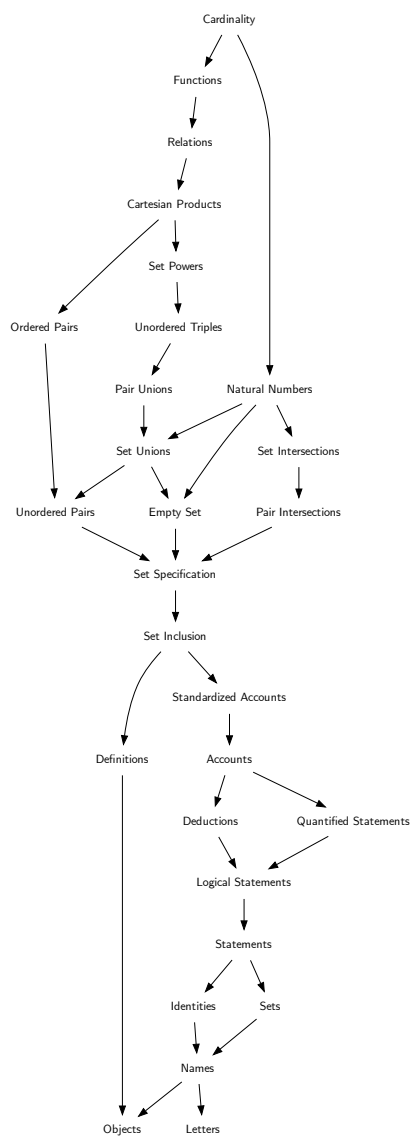 Cardinality
Functions
Relations
Cartesian Products
Set Powers
Ordered Pairs
Unordered Triples
Pair Unions
Natural Numbers
Set Unions
Set Intersections
Unordered Pairs
Empty Set
Pair Intersections
Set Specification
Set Inclusion
Standardized Accounts
Definitions
Accounts
Deductions
Quantified Statements
Logical Statements
Statements
Identities
Sets
Names
Objects
Letters